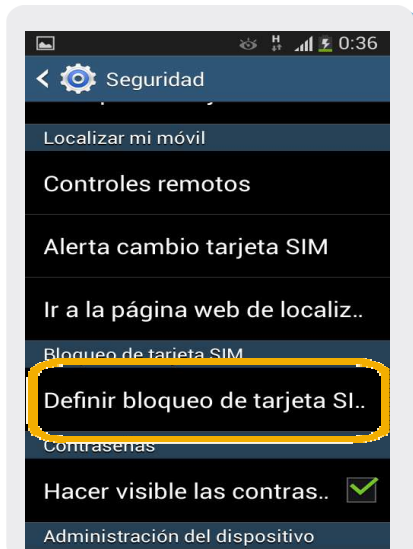 H 0:36
< Seguridad
Localizar mi móvil
Controles remotos
Alerta cambio tarjeta SIM
Ir a la página web de localiz..
Bloqueo de tarjeta SIM
Definir bloqueo de tarjeta SI..
Contraseñas
Hacer visible las contras..
Administración del dispositivo